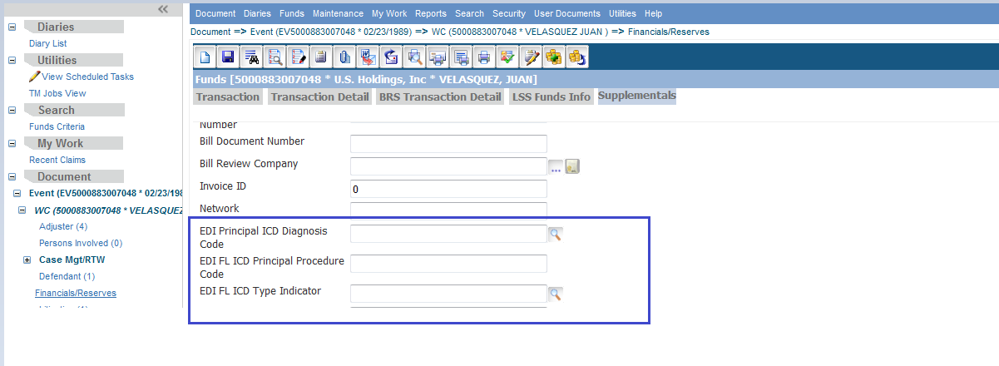 Document Diaries Funds Maintenance My Work Reports Search Security User Documents Utilities Help
Document => Event (EV5000883007048 * 02/23/1989) => WC (5000883007048 * VELASQUEZ JUAN ) => Financials/Reserves
Diaries
Diary List
Utilities
View Scheduled Tasks
TM Jobs View
Search
Funds Criteria
My Work
Recent Claims
Document
Event (EV5000883007048 * 02/23/198
WC (5000883007048 * VELASQUEZ
Adjuster (4)
Persons Involved (0)
Case Mgt/RTW
Defendant (1)
Financials/Reserves
Funds [5000883007048 * U.S. Holdings, Inc * VELASQUEZ, JUAN]
Transaction Transaction Detail BRS Transaction Detail LSS Funds Info Supplementals
Number
Bill Document Number
Bill Review Company
...
Invoice ID
0
Network
EDI Principal ICD Diagnosis
Code
EDI FL ICD Principal Procedure
Code
EDI FL ICD Type Indicator